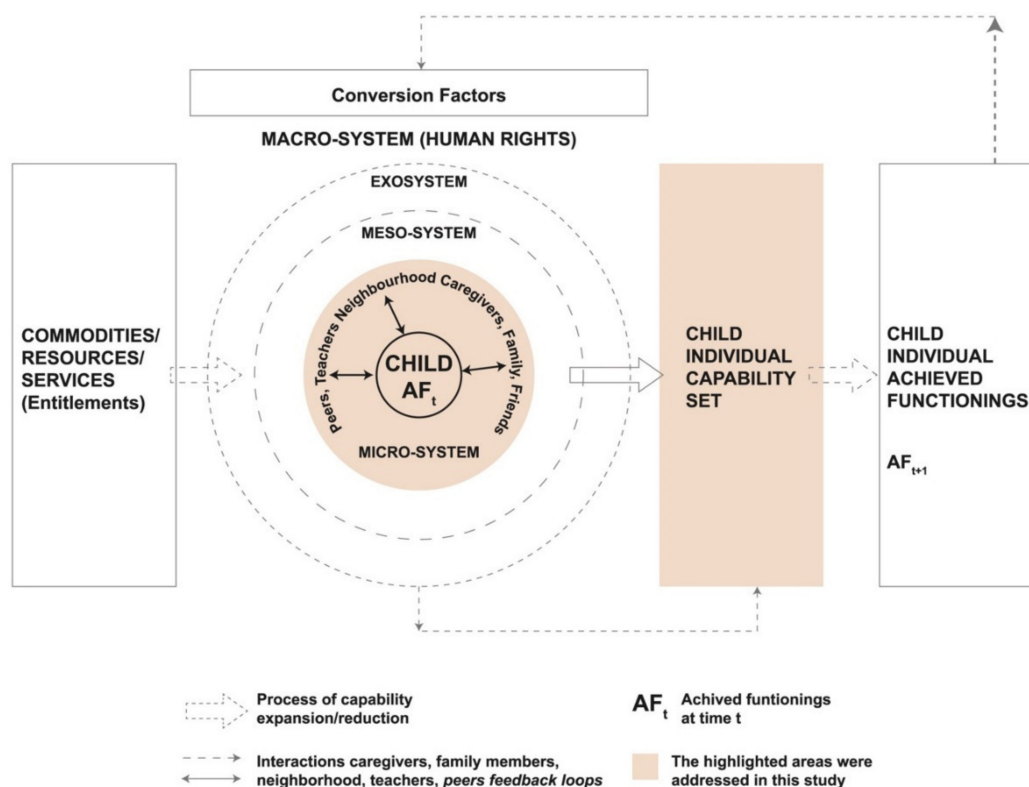 Conversion Factors
MACRO-SYSTEM (HUMAN RIGHTS)
EXOSYSTEM
MESO-SYSTEM
Peers, Teachers Neighbourhood Caregivers, Family, Friends
CHILD
AF_t
MICRO-SYSTEM
COMMODITIES/
RESOURCES/
SERVICES
(Entitlements)
CHILD
INDIVIDUAL
CAPABILITY
SET
CHILD
INDIVIDUAL
ACHIEVED
FUNCTIONINGS
AF_t+1
Process of capability
expansion/reduction
Interactions caregivers, family members,
neighborhood, teachers, peers feedback loops
AF_t Achived funtionings
at time t
The highlighted areas were
addressed in this study